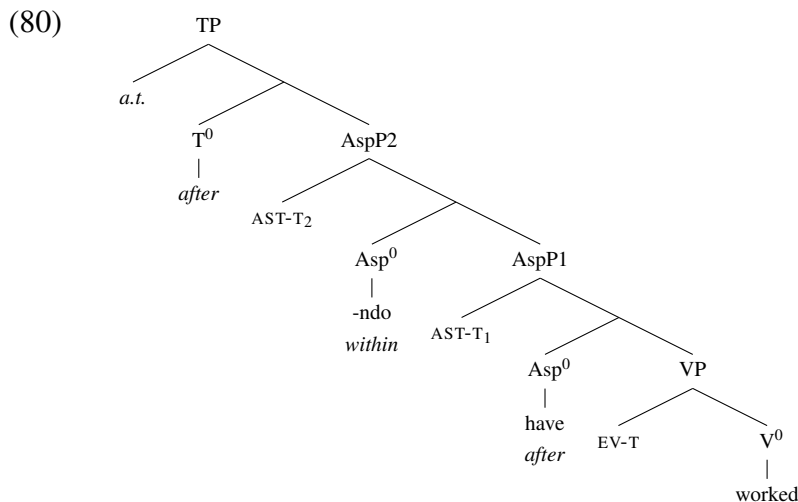 (80)
TP
a.t.
T⁰
AspP2
after
AST-T₂
Asp⁰
AspP1
-ndo
within
AST-T₁
Asp⁰
VP
have
after
EV-T
V⁰
worked